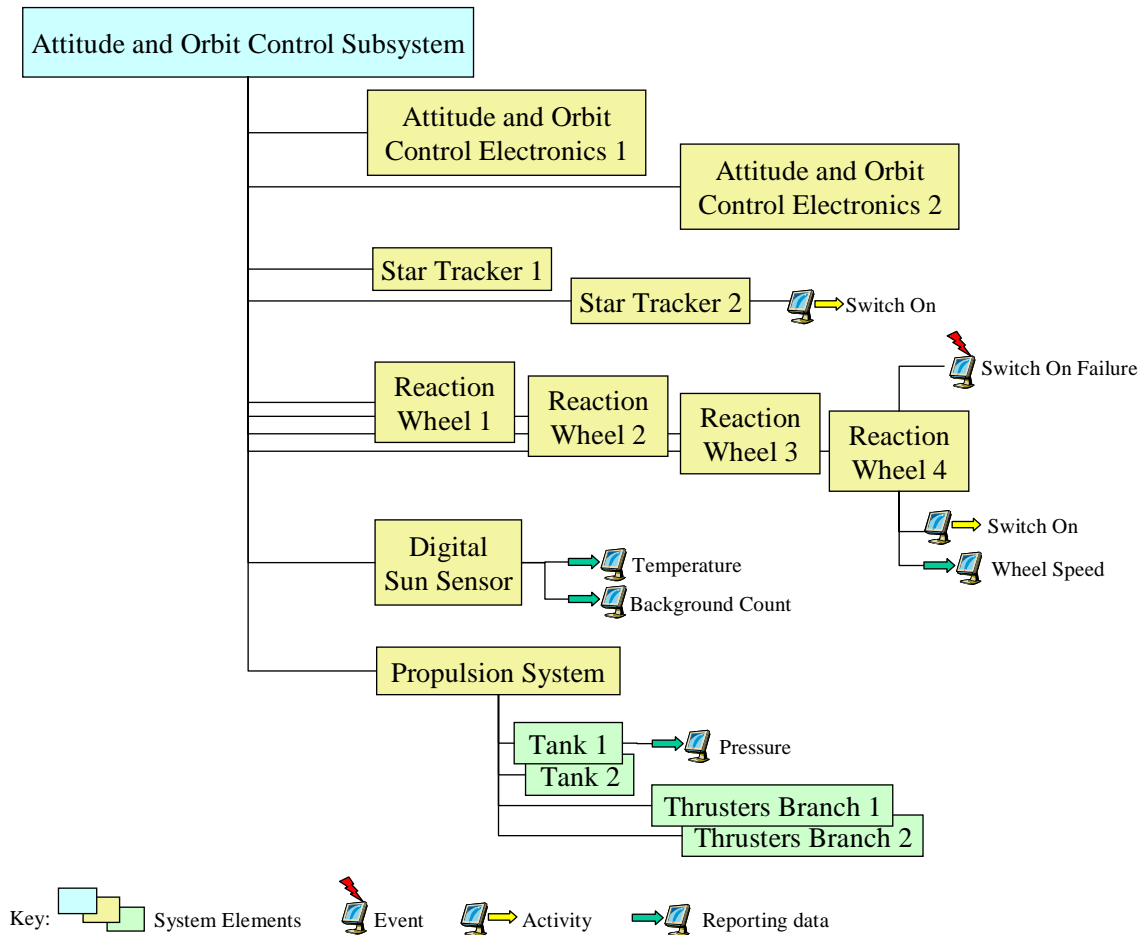 Attitude and Orbit Control Subsystem
Attitude and Orbit
Control Electronics 1
Attitude and Orbit
Control Electronics 2
Star Tracker 1
Star Tracker 2
Switch On
Switch On Failure
Reaction
Wheel 1
Reaction
Wheel 2
Reaction
Wheel 3
Reaction
Wheel 4
Switch On
Wheel Speed
Digital
Sun Sensor
Temperature
Background Count
Propulsion System
Tank 1
Pressure
Tank 2
Thrusters Branch 1
Thrusters Branch 2
Key:
System Elements
Event
Activity
Reporting data